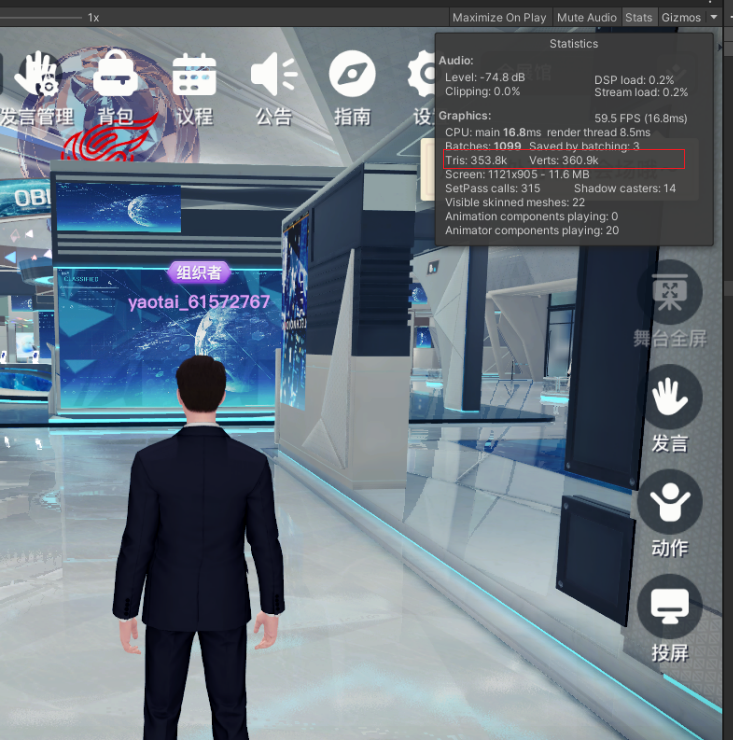 1x
Maximize On Play Mute Audio Stats Gizmos
Statistics
Audio:
Level: -74.8 dB DSP load: 0.2%
Clipping: 0.0% Stream load: 0.2%
Graphics: 59.5 FPS (16.8ms)
CPU: main 16.8ms render thread 8.5ms
Batches: 1099 Saved by batching: 3
Tris: 353.8k Verts: 360.9k
Screen: 1121x905 - 11.6 MB
SetPass calls: 315 Shadow casters: 14
Visible skinned meshes: 22
Animation components playing: 0
Animator components playing: 20
发言管理 背包 议程 公告 指南 设
OBL
CLASSIFIED
组织者
yaotai_61572767
舞台全屏
发言
动作
投屏